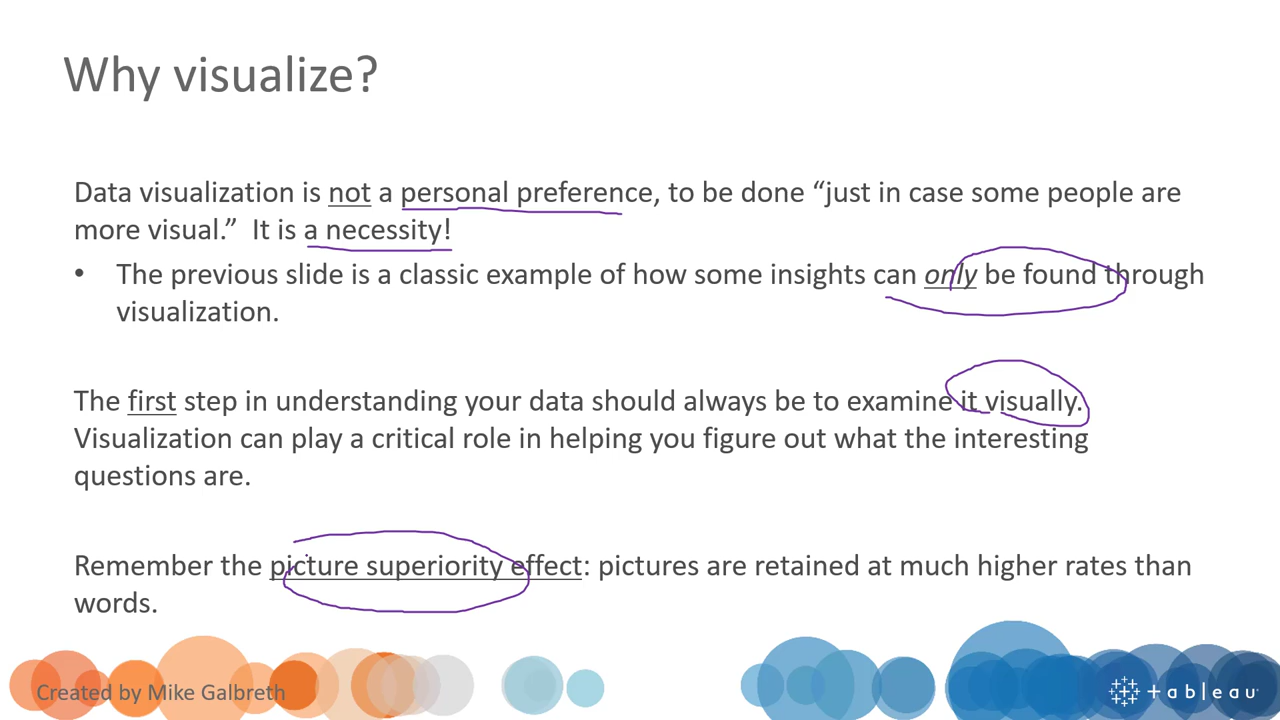 Why visualize?
Data visualization is not a personal preference, to be done “just in case some people are
more visual.” It is a necessity!
• The previous slide is a classic example of how some insights can only be found through
visualization.
The first step in understanding your data should always be to examine it visually.
Visualization can play a critical role in helping you figure out what the interesting
questions are.
Remember the picture superiority effect: pictures are retained at much higher rates than
words.
Created by Mike Galbreth
tableau